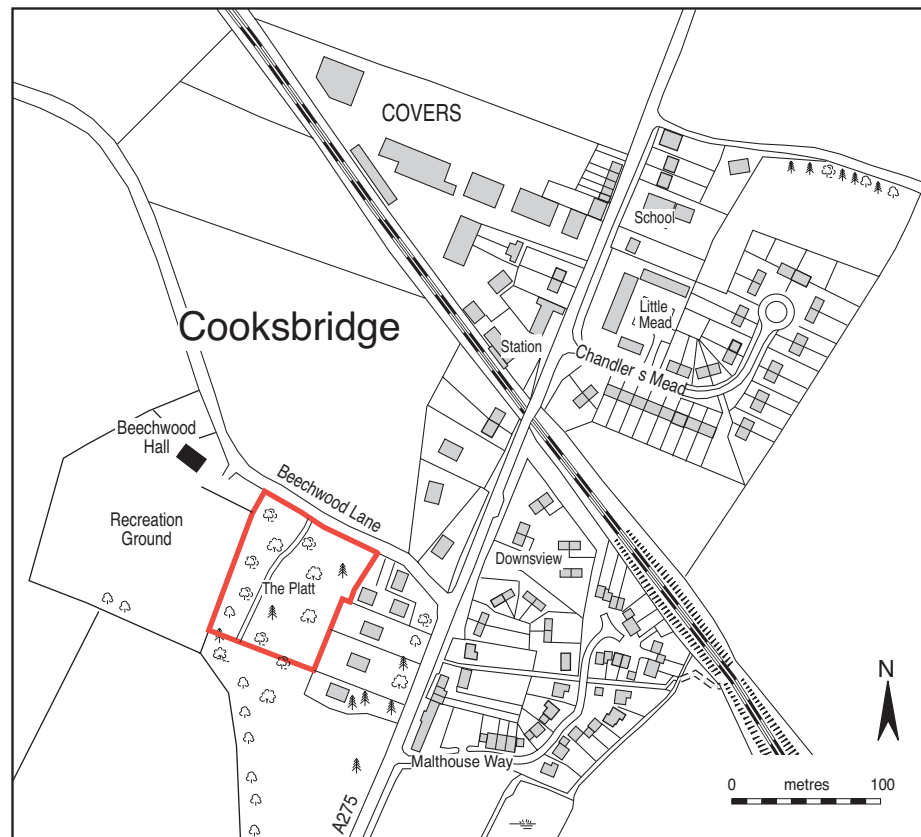 COVERS
School
Cooksbridge
Little
Mead
Station
Chandler s Mead
Beechwood
Hall
Beechwood Lane
Recreation
Ground
Downsview
The Platt
N
Malthouse Way
0 metres 100
A275